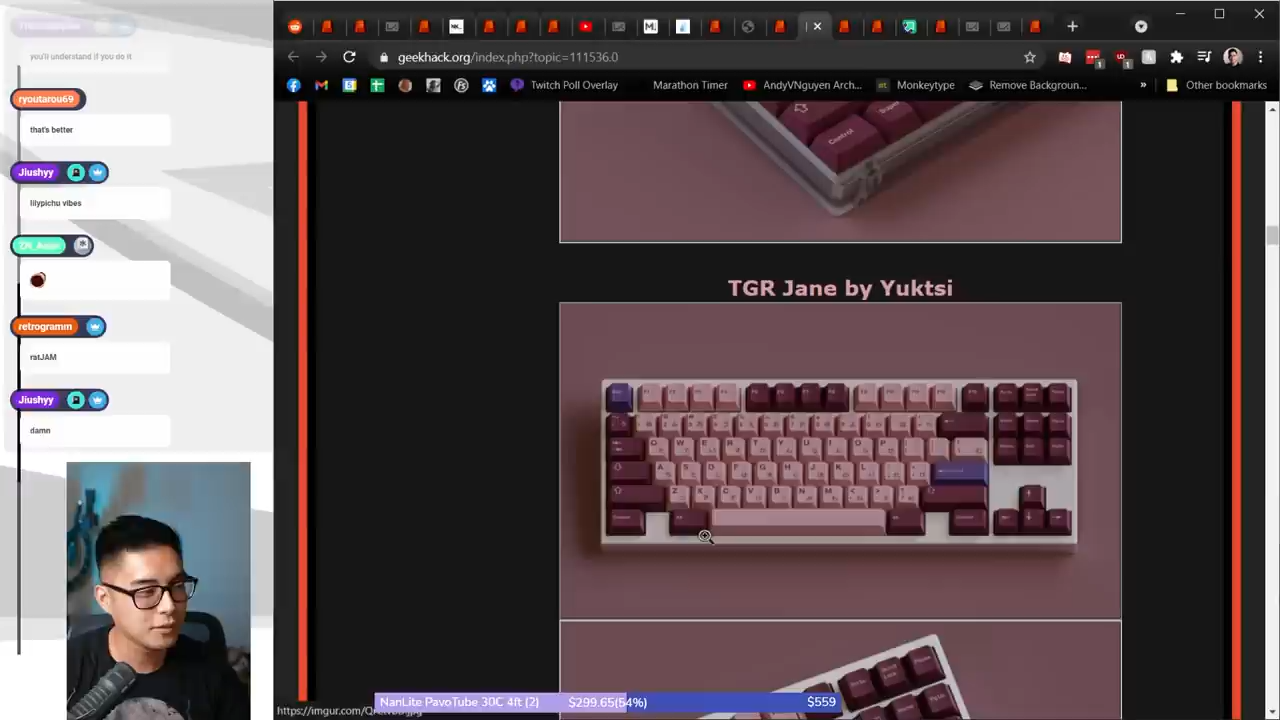 you'll understand if you do it
ryoutarou69
that's better
Jiushyy
lilypichu vibes
retrogramm
ratJAM
Jiushyy
damn
geekhack.org/index.php?topic=111536.0
Twitch Poll Overlay
Marathon Timer
AndyVNguyen Arch...
Monkeytype
Remove Backgroun...
»
Other bookmarks
Control
TGR Jane by Yuktsi
Q W E R T Y U I O P
A S D F G H J K L
Z X C V B N M
NanLite PavoTube 30C 4ft (2) $299.65(54%) $559